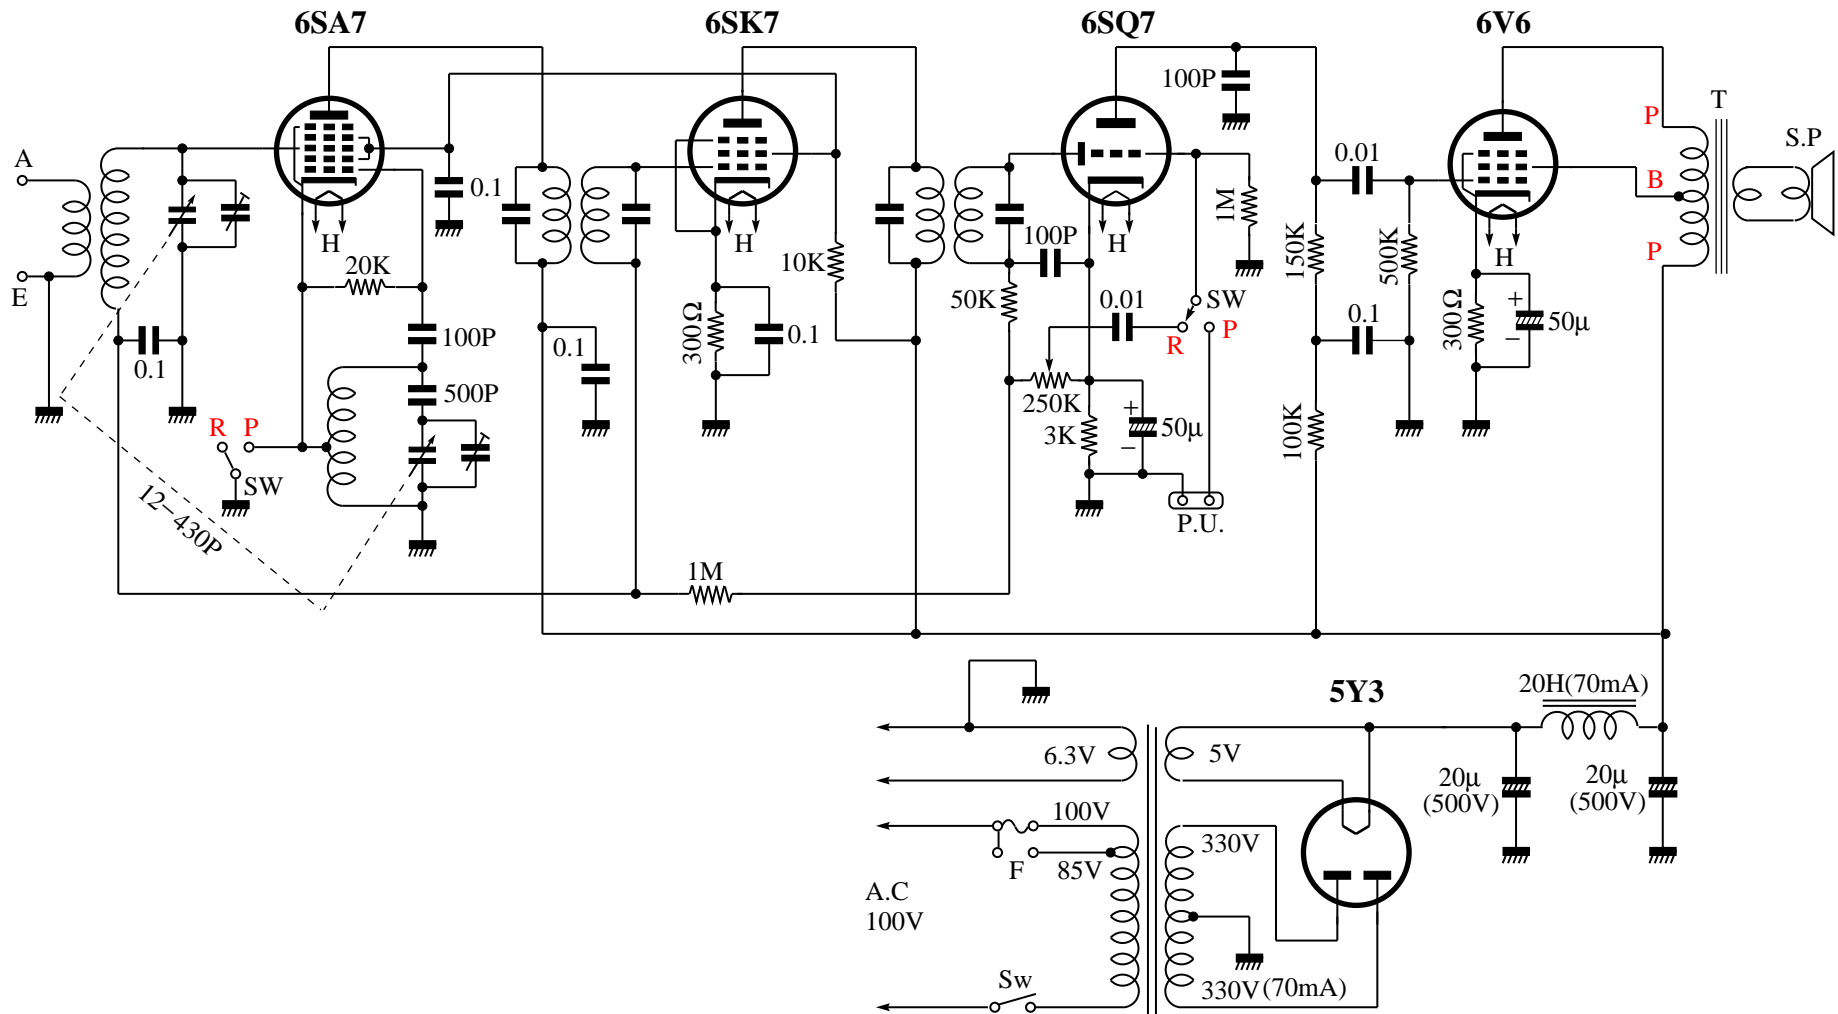 6SA7
6SK7
6SQ7
6V6
A
E
0.1
H
20K
0.1
100P
500P
R
P
SW
12–430P
0.1
H
300Ω
0.1
10K
1M
100P
100P
H
1M
50K
0.01
SW
R
P
250K
3K
+
50μ
–
P.U.
150K
100K
0.01
500K
0.1
H
300Ω
+
50μ
–
P
B
P
T
S.P
5Y3
20H(70mA)
6.3V
5V
20μ
(500V)
20μ
(500V)
100V
330V
F
85V
A.C
100V
Sw
330V(70mA)